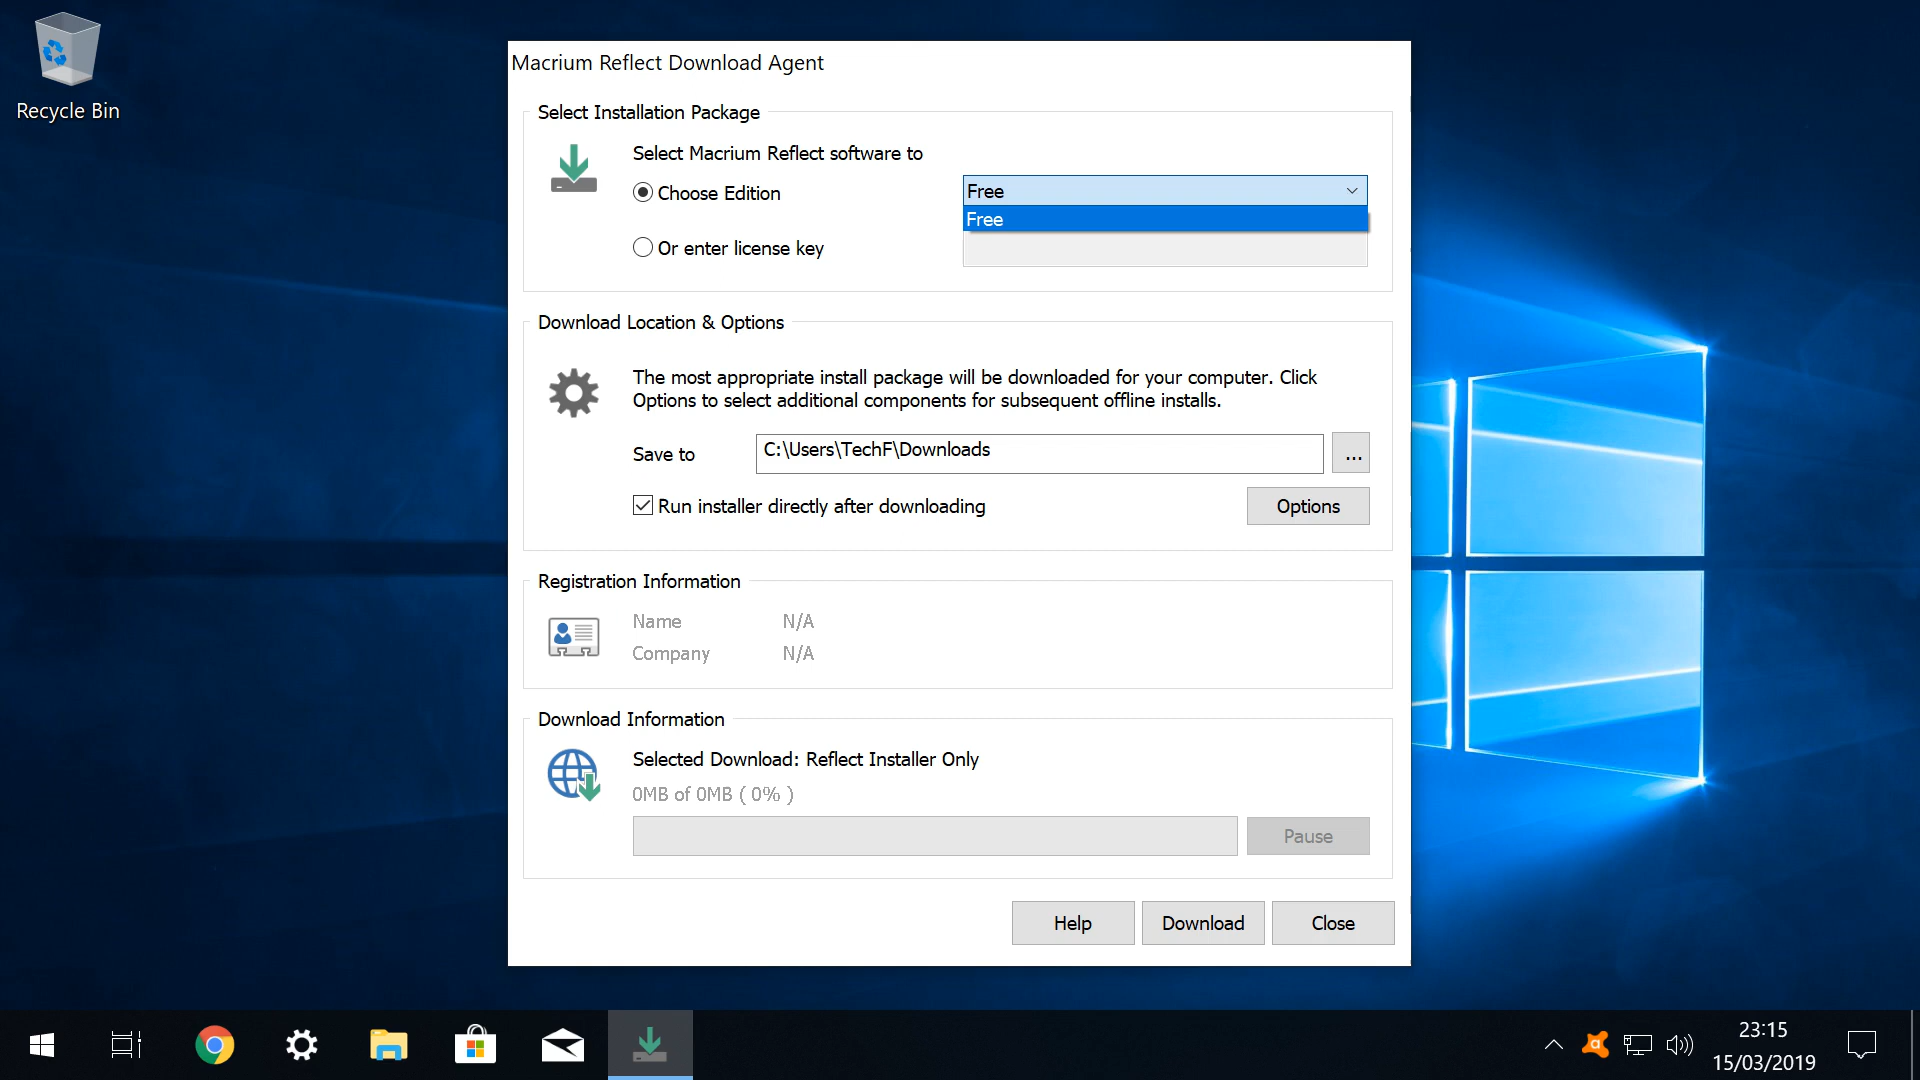 Recycle Bin
Macrium Reflect Download Agent
Select Installation Package
Select Macrium Reflect software to
Choose Edition
Free
Free
Or enter license key
Download Location & Options
The most appropriate install package will be downloaded for your computer. Click
Options to select additional components for subsequent offline installs.
Save to
C:\Users\TechF\Downloads
...
Run installer directly after downloading
Options
Registration Information
Name N/A
Company N/A
Download Information
Selected Download: Reflect Installer Only
0MB of 0MB ( 0% )
Pause
Help
Download
Close
23:15
15/03/2019